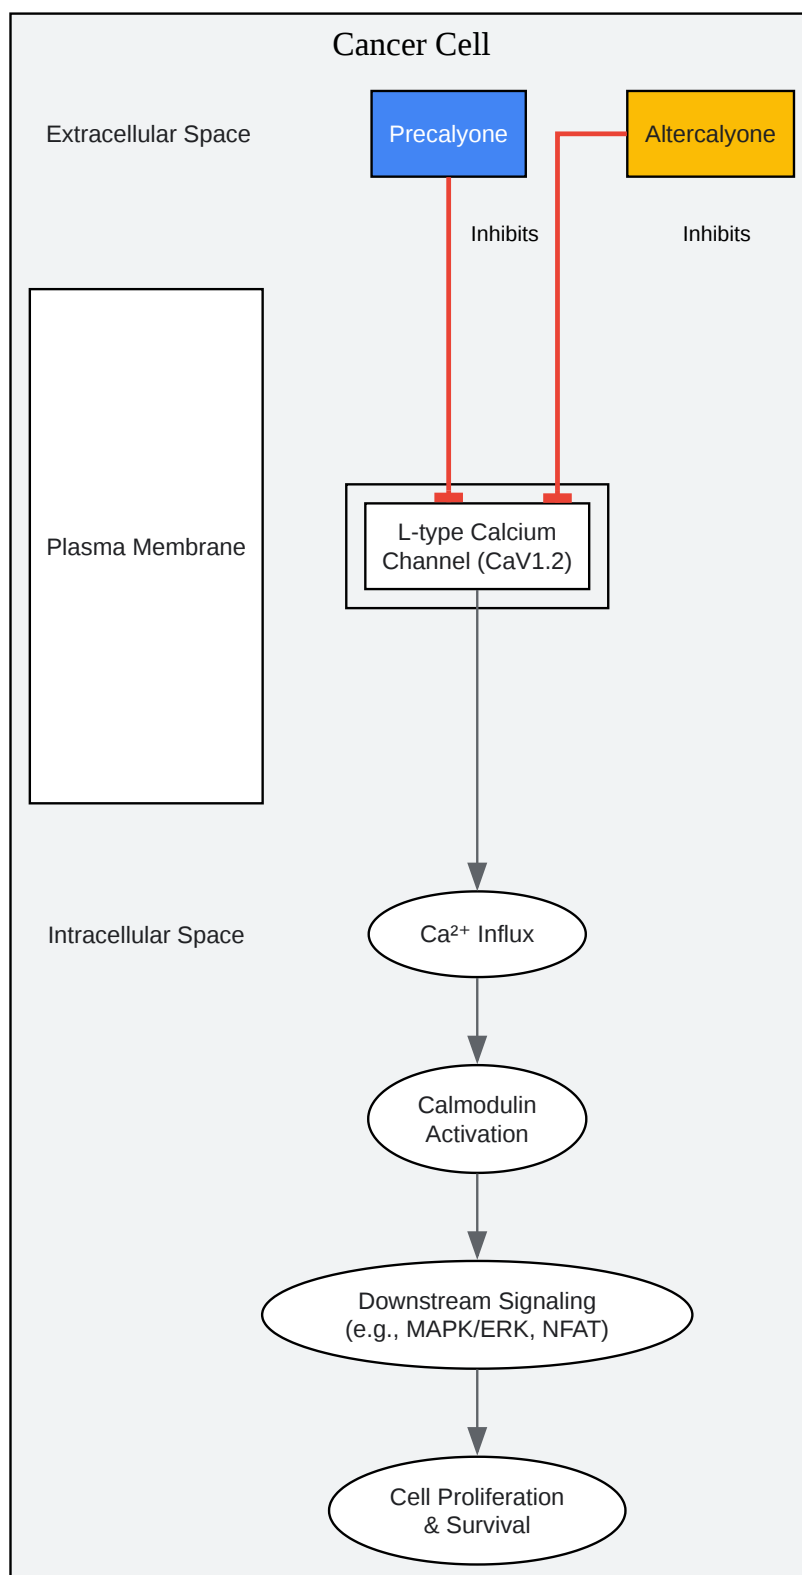 Cancer Cell
Extracellular Space
Precalyone
Altercalyone
Inhibits
Inhibits
Plasma Membrane
L-type Calcium
Channel (CaV1.2)
Intracellular Space
Ca²⁺ Influx
Calmodulin
Activation
Downstream Signaling
(e.g., MAPK/ERK, NFAT)
Cell Proliferation
& Survival